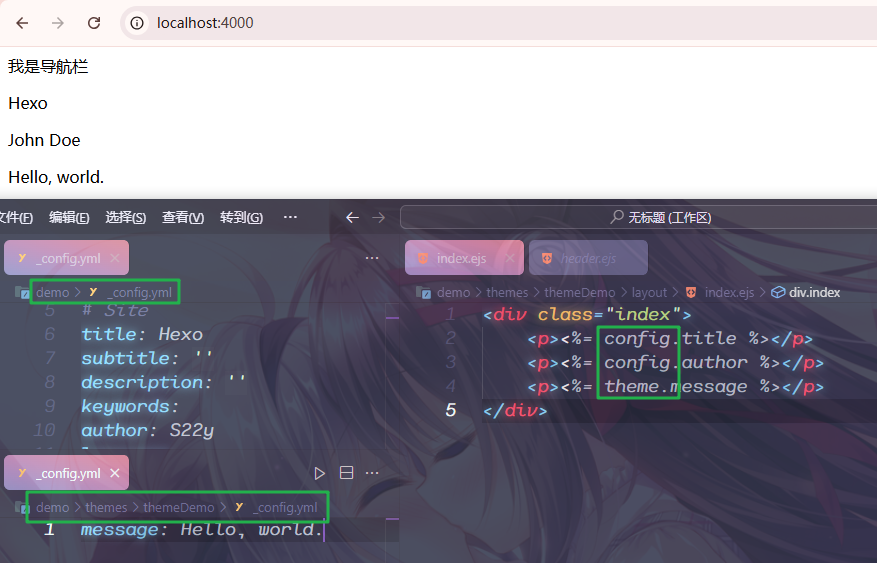 localhost:4000
我是导航栏
Hexo
John Doe
Hello, world.
文件(F) 编辑(E) 选择(S) 查看(V) 转到(G) ··· 无标题 (工作区)
_config.yml
demo > _config.yml
5 # Site
6 title: Hexo
7 subtitle: ''
8 description: ''
9 keywords:
10 author: S22y
_config.yml
demo > themes > themeDemo > _config.yml
1 message: Hello, world.
index.ejs header.ejs
demo > themes > themeDemo > layout > index.ejs > div.index
1 <div class="index">
2 <p><%= config.title %></p>
3 <p><%= config.author %></p>
4 <p><%= theme.message %></p>
5 </div>